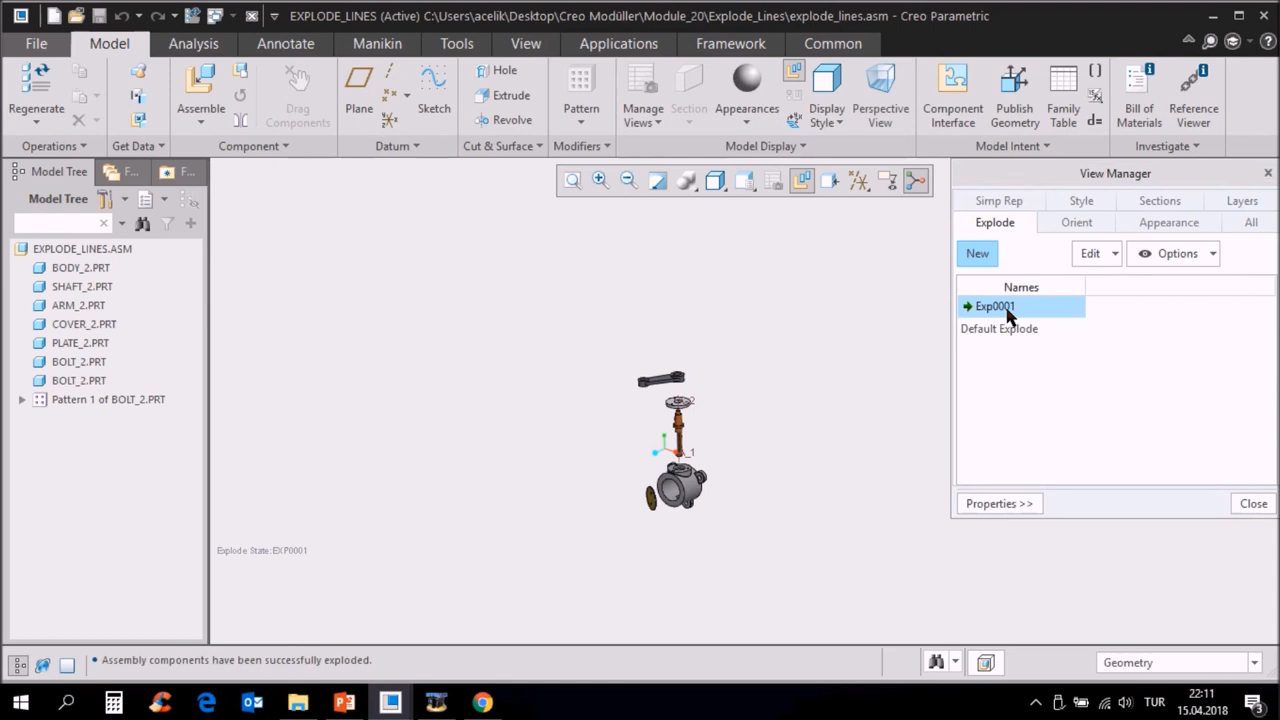 EXPLODE_LINES (Active) C:\Users\acelik\Desktop\Creo Modüller\Module_20\Explode_Lines\explode_lines.asm - Creo Parametric
File Model Analysis Annotate Manikin Tools View Applications Framework Common
Regenerate
Assemble
Drag
Components
Plane
Sketch
Hole
Extrude
Revolve
Pattern
Manage
Views
Section
Appearances
Display
Style
Perspective
View
Component
Interface
Publish
Geometry
Family
Table
Bill of
Materials
Reference
Viewer
Operations Get Data Component Datum Cut & Surface Modifiers Model Display Model Intent Investigate
Model Tree F... F...
Model Tree
EXPLODE_LINES.ASM
BODY_2.PRT
SHAFT_2.PRT
ARM_2.PRT
COVER_2.PRT
PLATE_2.PRT
BOLT_2.PRT
BOLT_2.PRT
Pattern 1 of BOLT_2.PRT
Explode State:EXP0001
View Manager
Simp Rep Style Sections Layers
Explode Orient Appearance All
New Edit Options
Names
Exp0001
Default Explode
Properties >> Close
Assembly components have been successfully exploded.
Geometry
TUR
22:11
15.04.2018
3